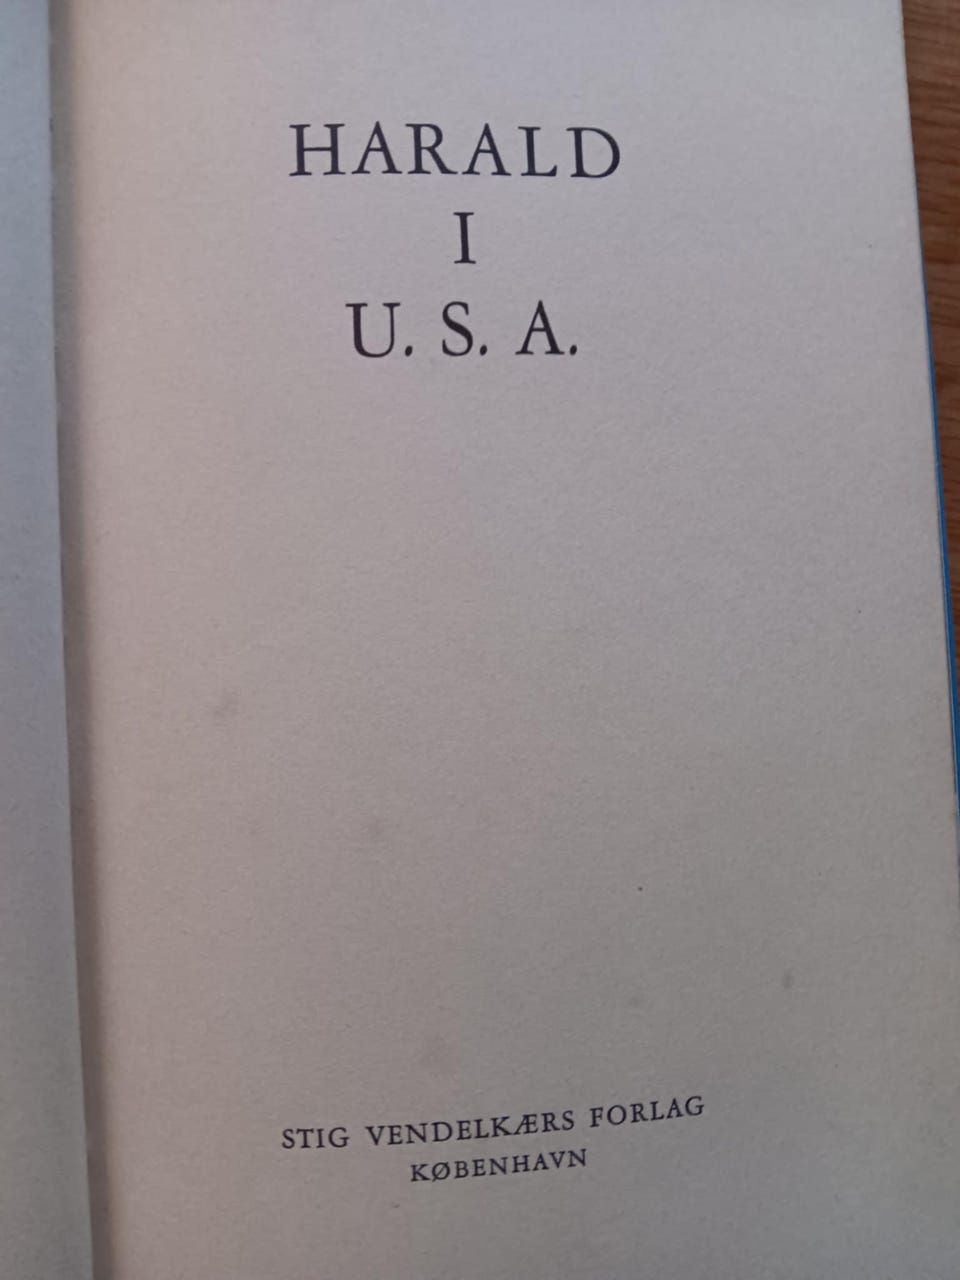 HARALD
I
U. S. A.
STIG VENDELKÆRS FORLAG
KØBENHAVN